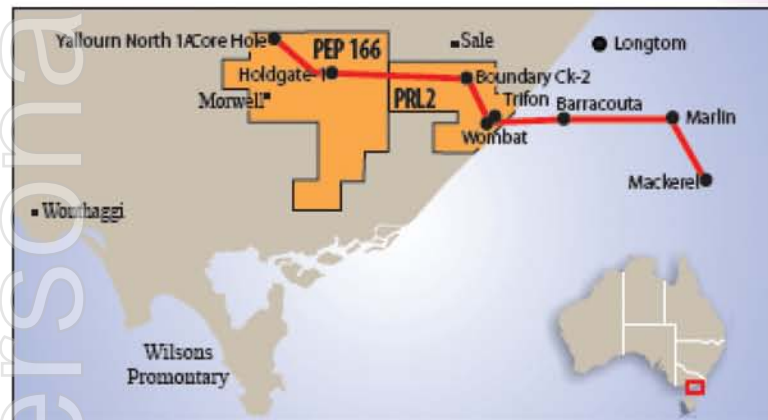 Yallourn North 1A Core Hole
PEP 166
Sale
Longtom
Holdgate-1
Boundary Ck-2
Morwell
PRL2
Trifon
Barracouta
Marlin
Wombat
Mackerel
Wonthaggi
Wilsons
Promontary
ersona